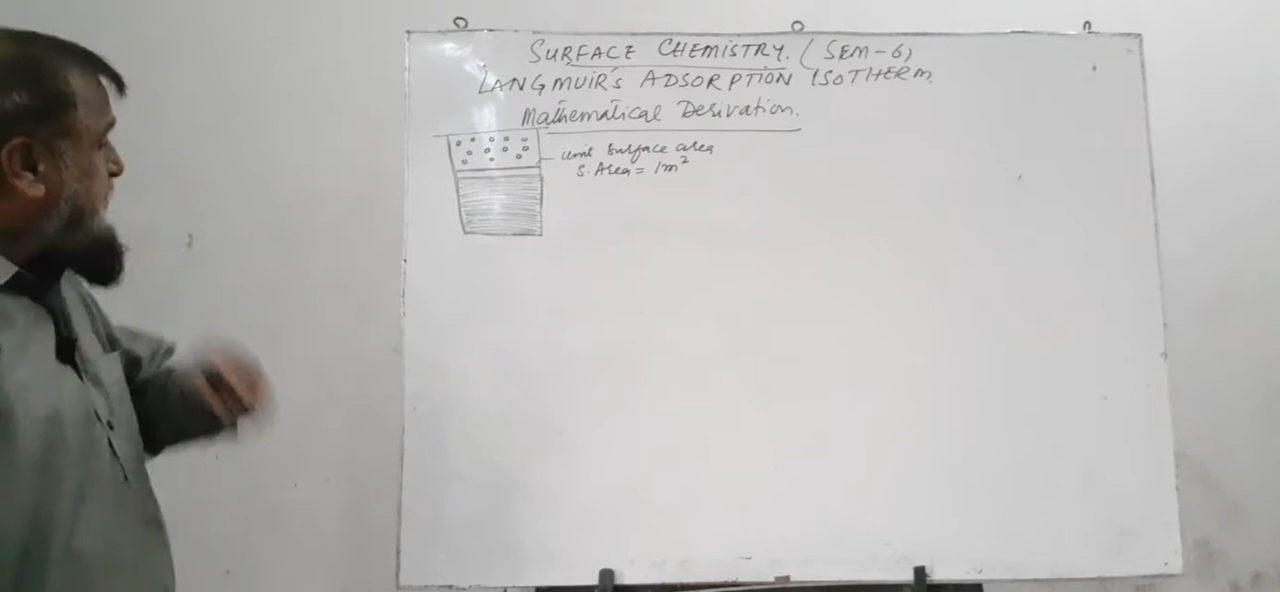 SURFACE CHEMISTRY. (SEM-6)
LANGMUIR'S ADSORPTION ISOTHERM.
Mathematical Derivation.
unit surface area
S. Area = 1m²